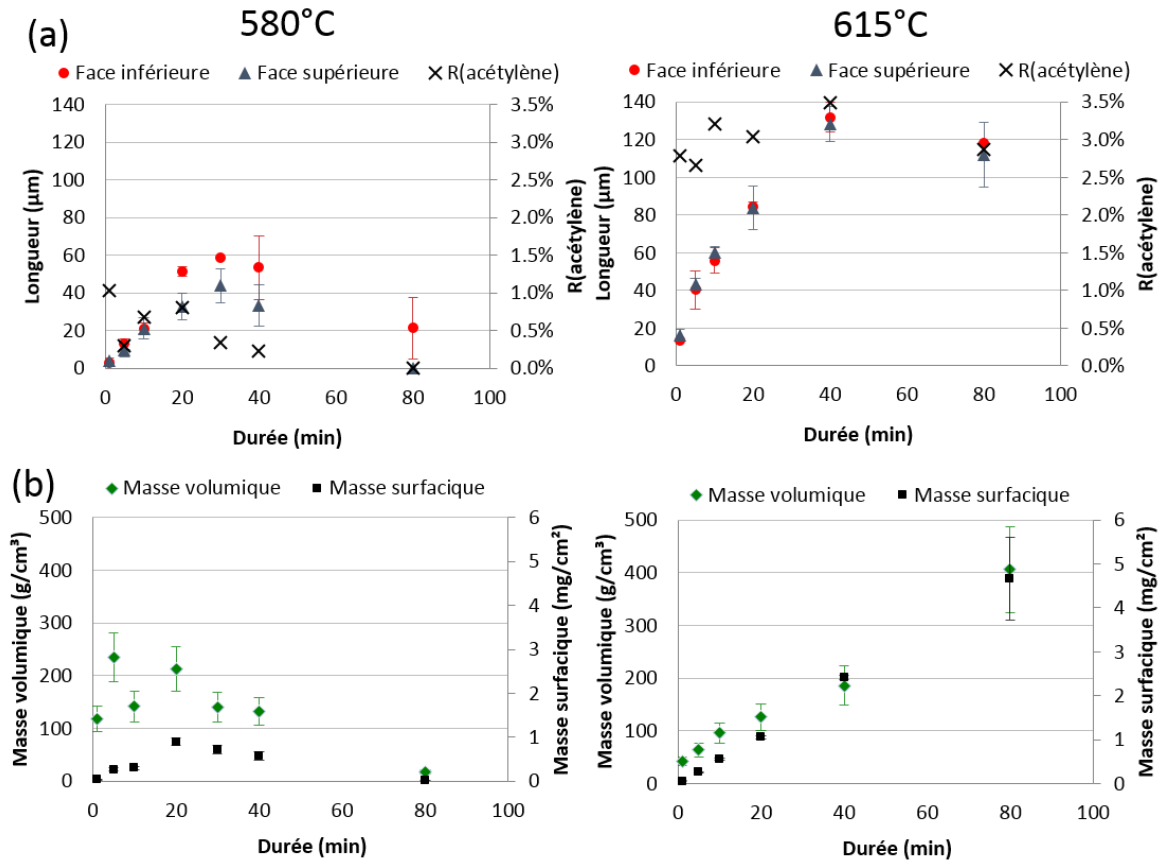 (a)
580°C
615°C
Face inférieure Face supérieure R(acétylène)
Longueur (µm)
140
120
100
80
60
40
20
0
3.5%
3.0%
2.5%
2.0%
1.5%
1.0%
0.5%
0.0%
R(acétylène)
0 20 40 60 80 100
Durée (min)
Face inférieure Face supérieure R(acétylène)
Longueur (µm)
140
120
100
80
60
40
20
0
3.5%
3.0%
2.5%
2.0%
1.5%
1.0%
0.5%
0.0%
R(acétylène)
0 20 40 60 80 100
Durée (min)
(b)
Masse volumique Masse surfacique
Masse volumique (g/cm³)
500
400
300
200
100
0
6
5
4
3
2
1
0
Masse surfacique (mg/cm²)
0 20 40 60 80 100
Durée (min)
Masse volumique Masse surfacique
Masse volumique (g/cm³)
500
400
300
200
100
0
6
5
4
3
2
1
0
Masse surfacique (mg/cm²)
0 20 40 60 80 100
Durée (min)